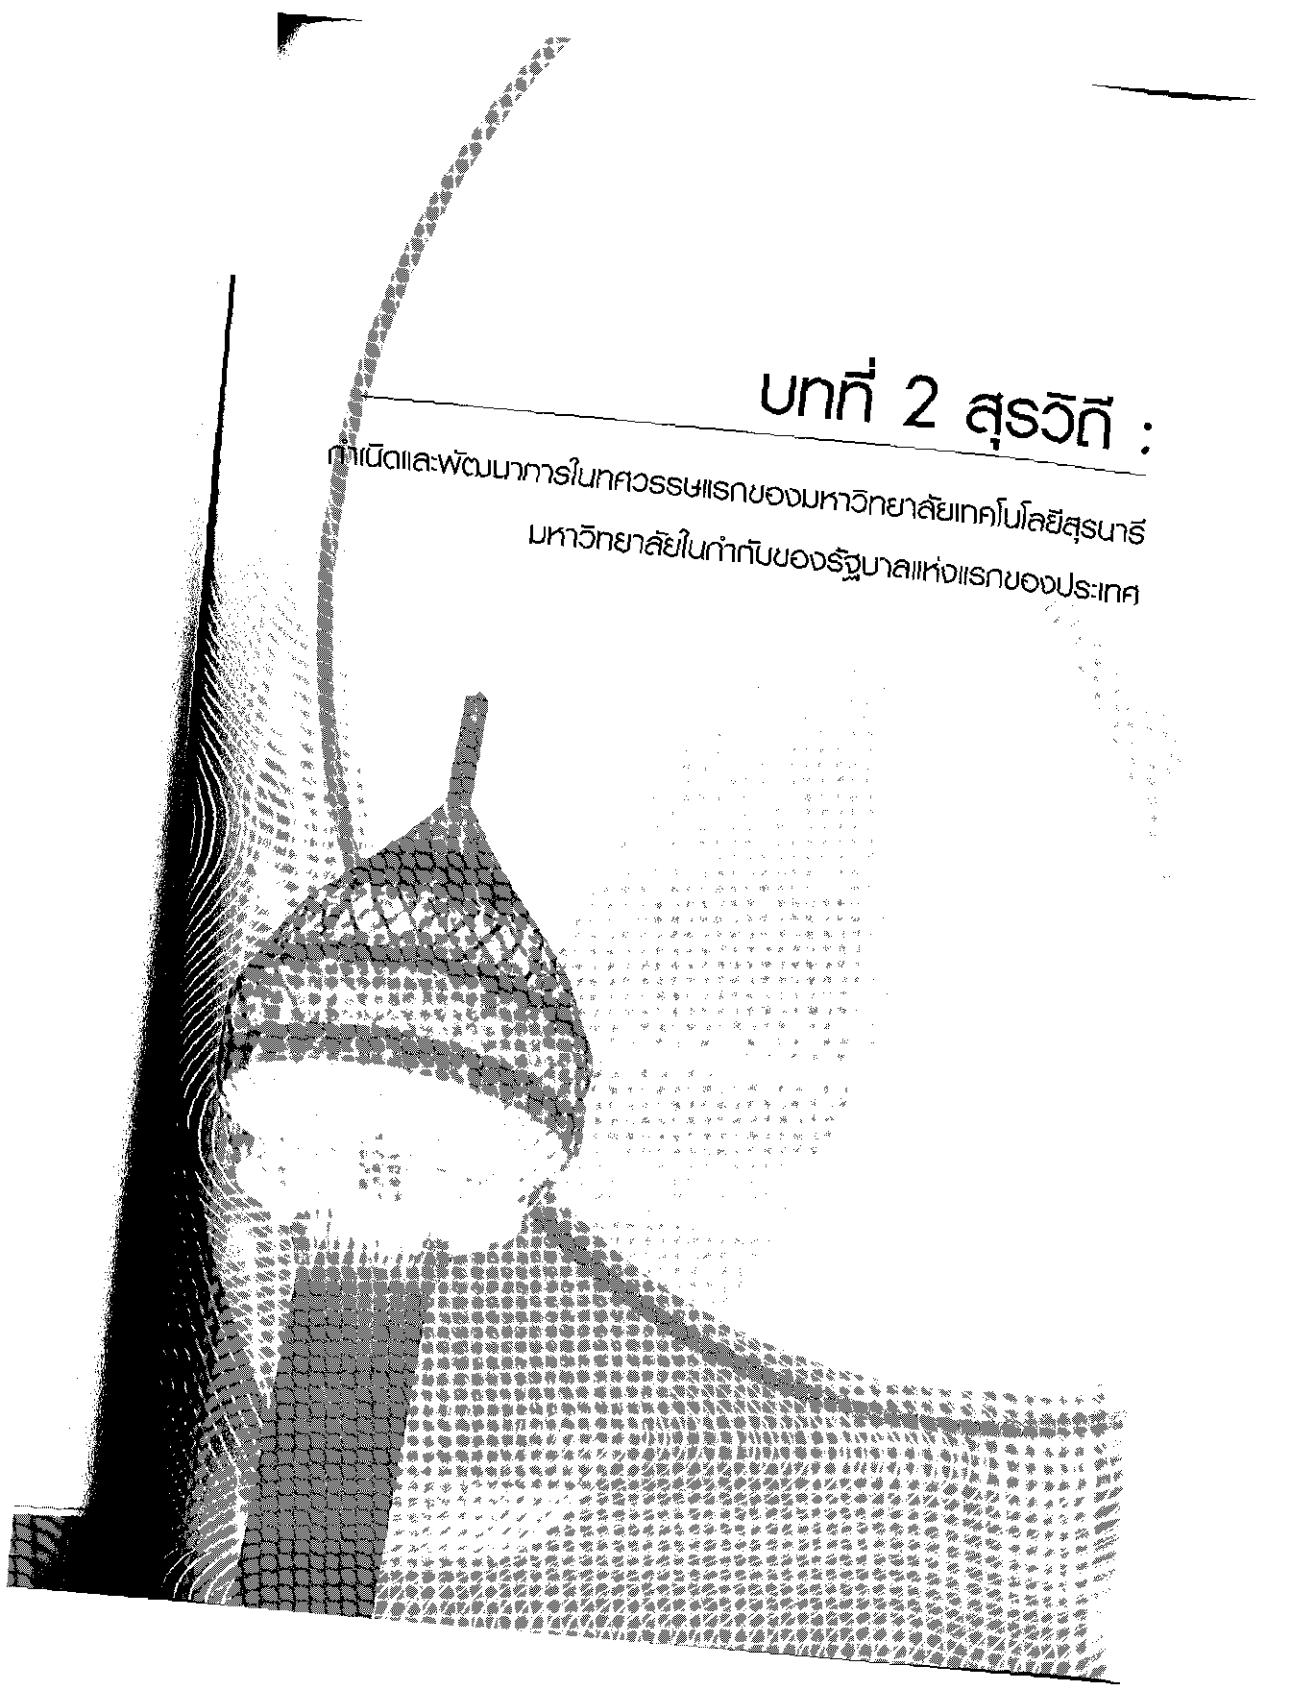 บทที่ 2 สุรวิถี :
กำเนิดและพัฒนาการในทศวรรษแรกของมหาวิทยาลัยเทคโนโลยีสุรนารี
มหาวิทยาลัยในกำกับของรัฐบาลแห่งแรกของประเทศ